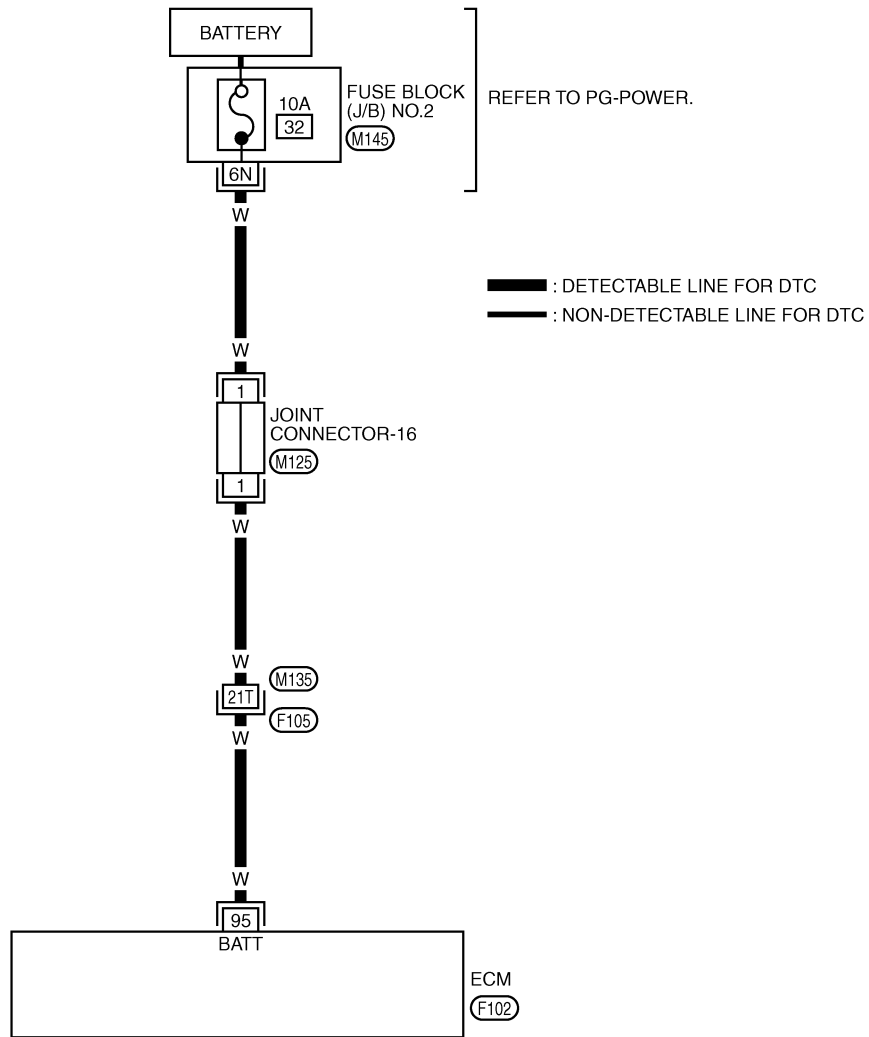 BATTERY
10A
32
FUSE BLOCK
(J/B) NO.2
M145
REFER TO PG-POWER.
6N
W
: DETECTABLE LINE FOR DTC
: NON-DETECTABLE LINE FOR DTC
W
1
JOINT
CONNECTOR-16
M125
1
W
W
M135
21T
F105
W
W
95
BATT
ECM
F102